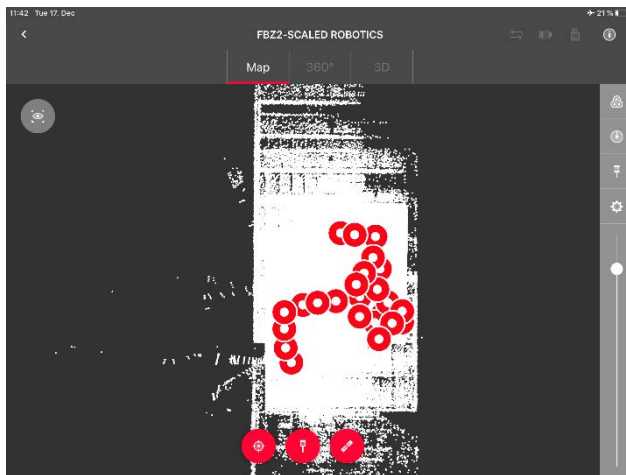 11:42 Tue 17. Dec
21 %
FBZ2-SCALED ROBOTICS
Map 360° 3D